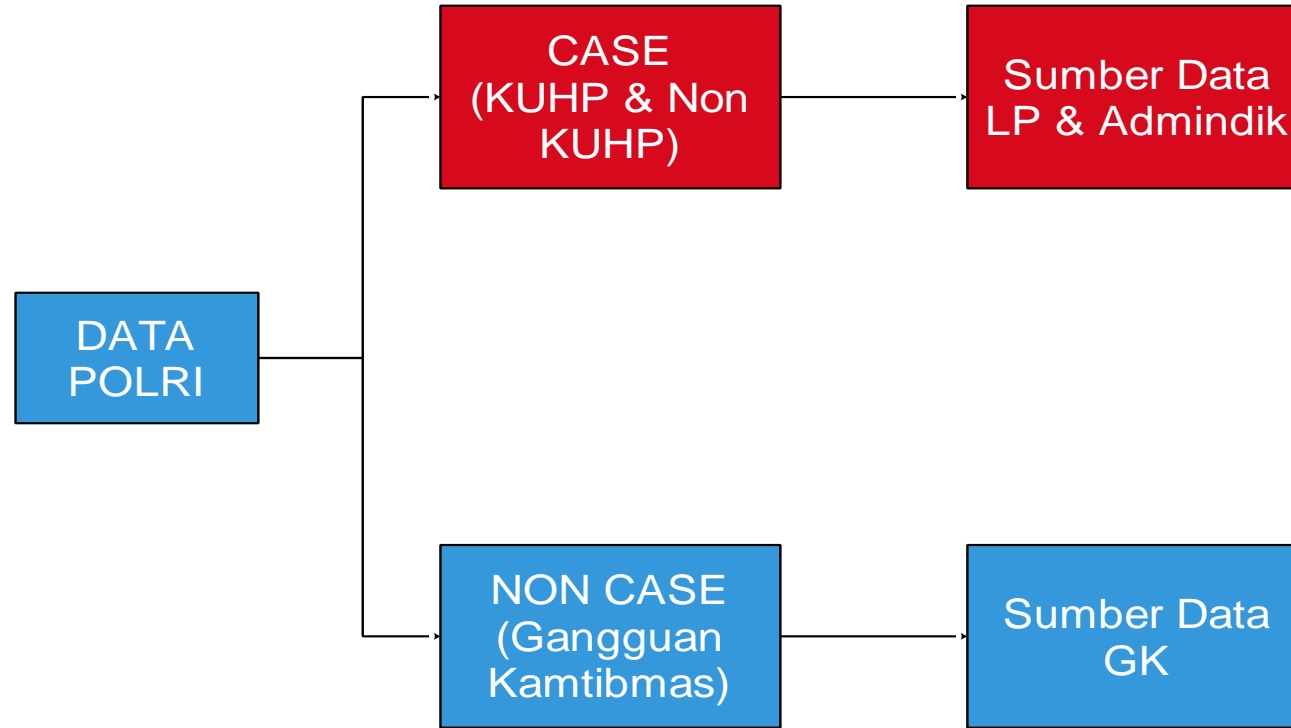 CASE
(KUHP & Non
KUHP)
Sumber Data
LP & Admindik
DATA
POLRI
NON CASE
(Gangguan
Kamtibmas)
Sumber Data
GK